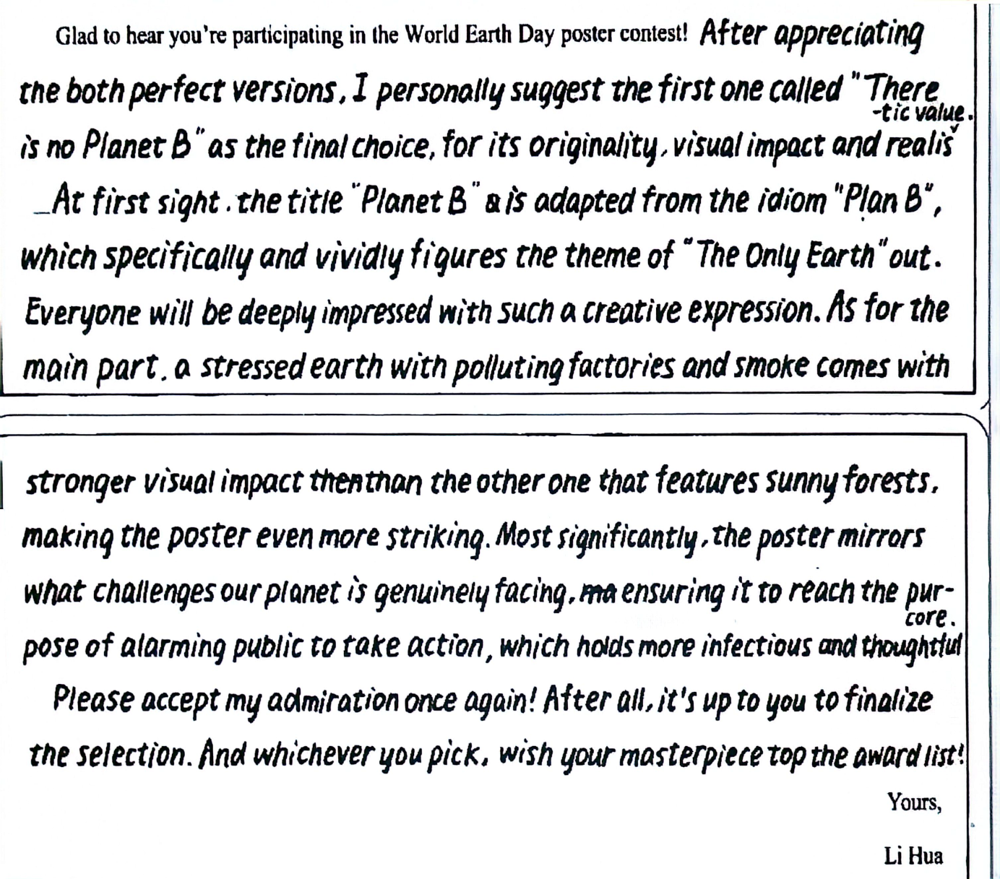 Glad to hear you're participating in the World Earth Day poster contest! After appreciating
the both perfect versions, I personally suggest the first one called "There
is no Planet B" as the final choice, for its originality, visual impact and realis
-tic value.
At first sight, the title "Planet B" is adapted from the idiom "Plan B",
which specifically and vividly figures the theme of "The Only Earth" out.
Everyone will be deeply impressed with such a creative expression. As for the
main part, a stressed earth with polluting factories and smoke comes with
stronger visual impact then than the other one that features sunny forests,
making the poster even more striking. Most significantly, the poster mirrors
what challenges our planet is genuinely facing, ma ensuring it to reach the pur-
pose of alarming public to take action, which holds more infectious and thoughtful
core.
Please accept my admiration once again! After all, it's up to you to finalize
the selection. And whichever you pick, wish your masterpiece top the award list!
Yours,
Li Hua